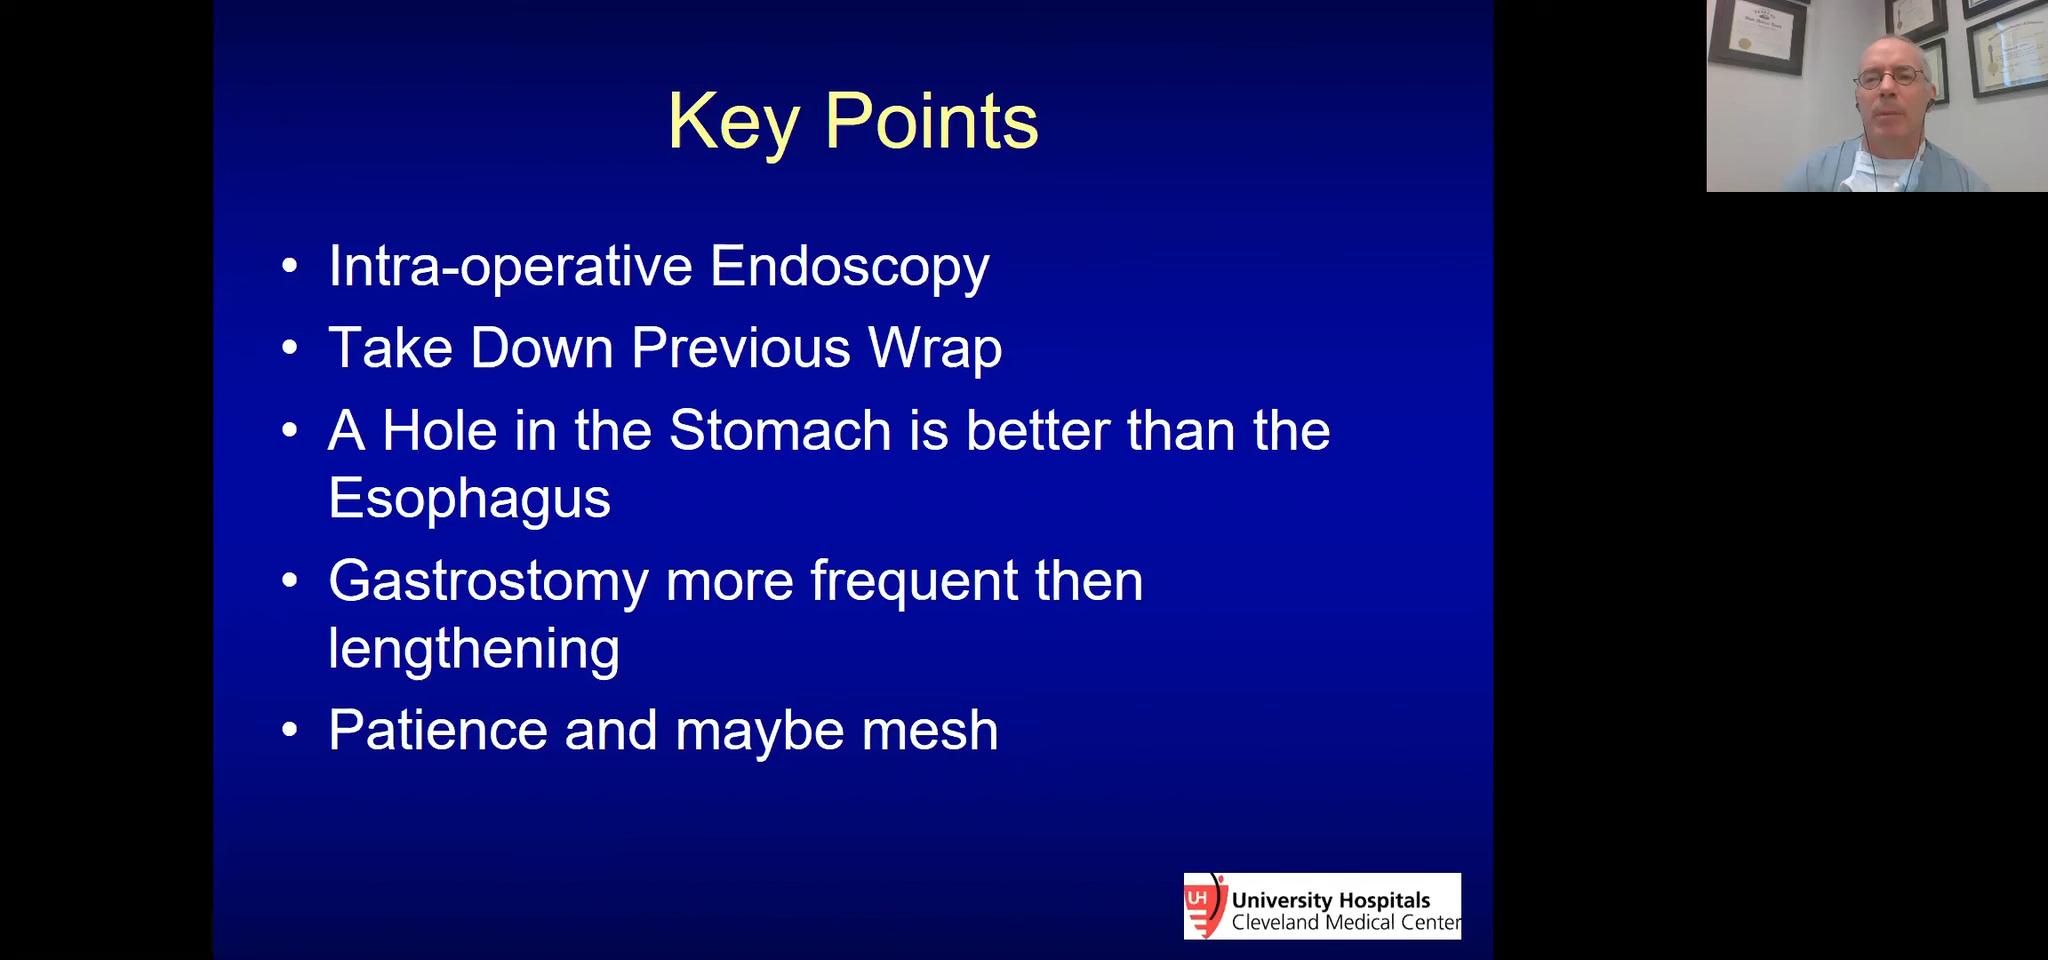 Key Points
• Intra-operative Endoscopy
• Take Down Previous Wrap
• A Hole in the Stomach is better than the
Esophagus
• Gastrostomy more frequent then
lengthening
• Patience and maybe mesh
UH
University Hospitals
Cleveland Medical Center